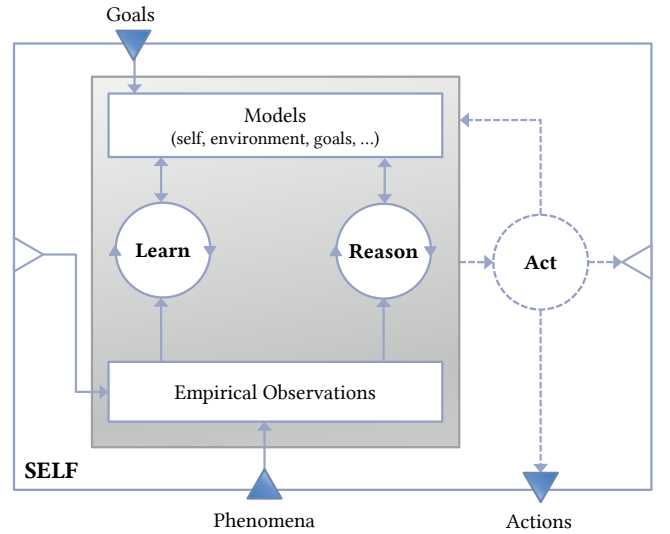 Goals
Models
(self, environment, goals, ...)
Learn
Reason
Act
Empirical Observations
SELF
Phenomena
Actions